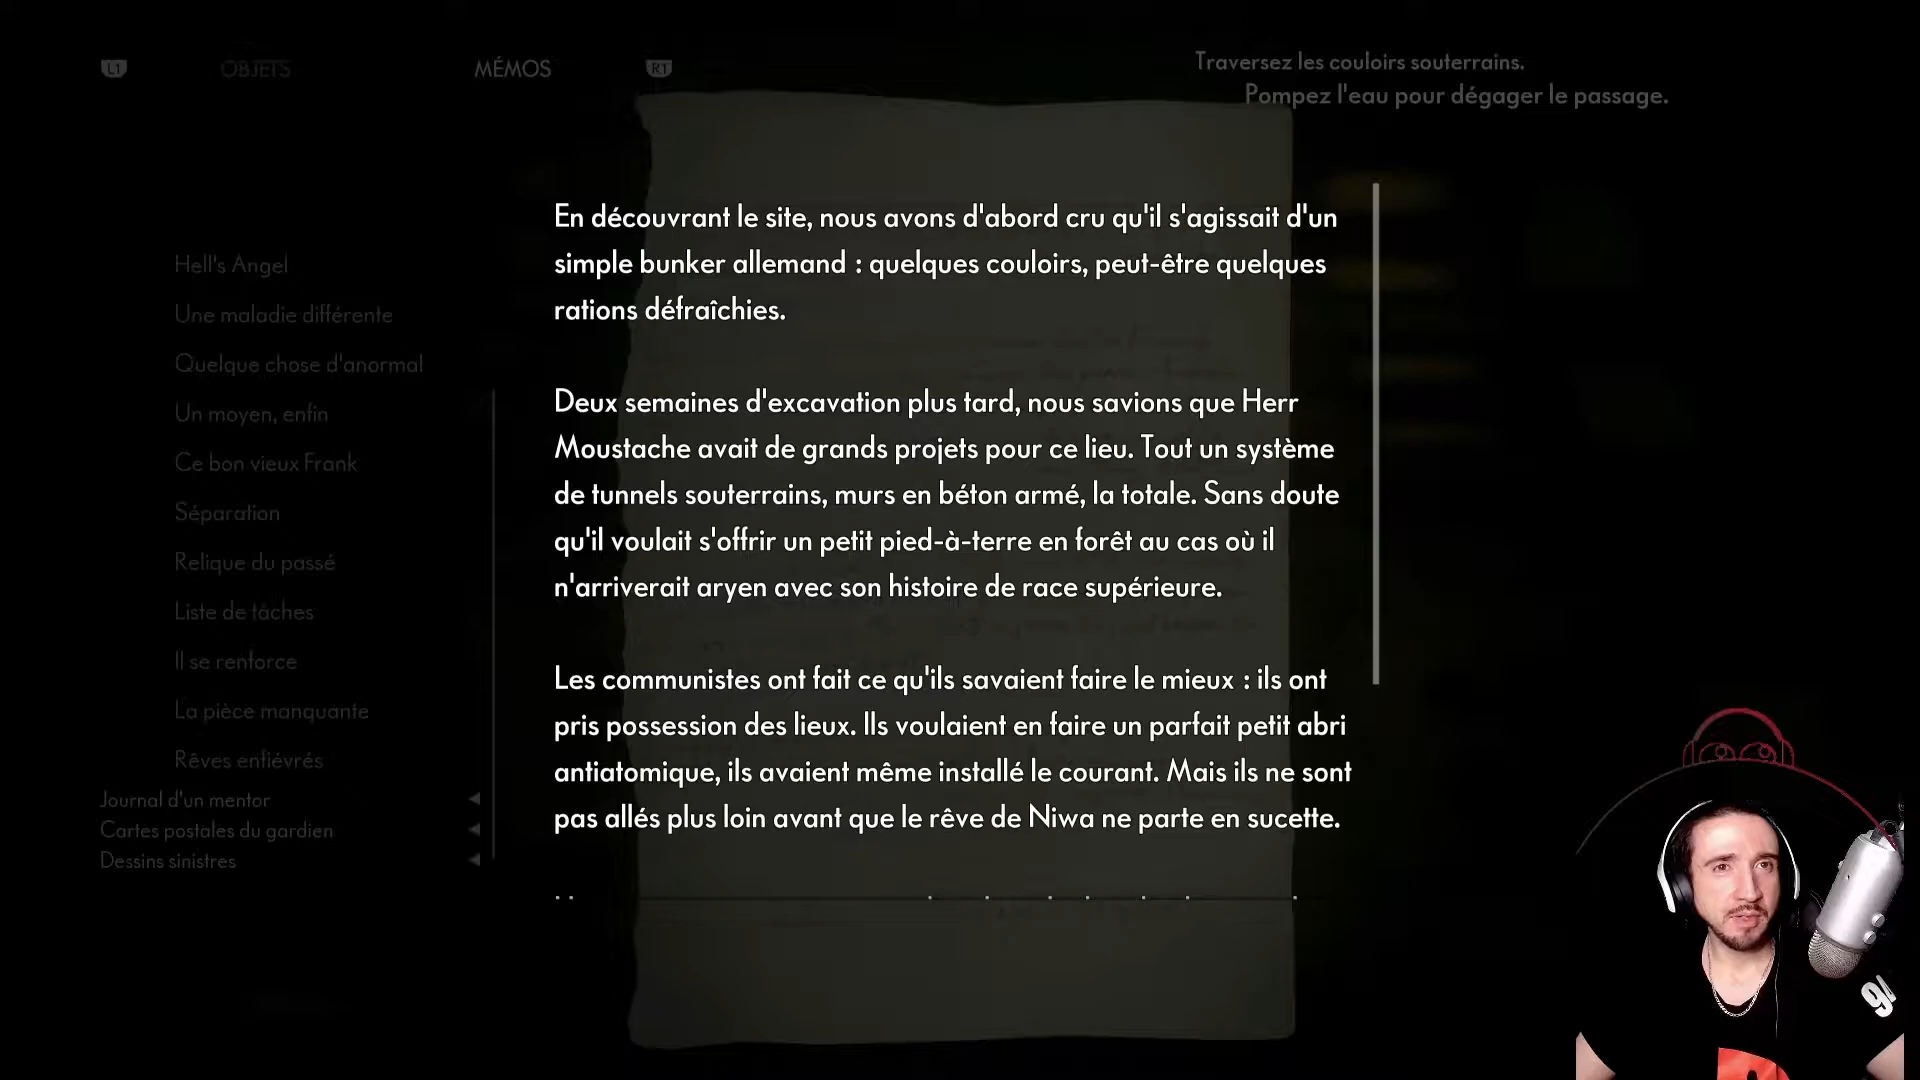 L1
OBJETS
MÉMOS
R1
Traversez les couloirs souterrains.
Pompez l'eau pour dégager le passage.
Hell's Angel
Une maladie différente
Quelque chose d'anormal
Un moyen, enfin
Ce bon vieux Frank
Séparation
Relique du passé
Liste de tâches
Il se renforce
La pièce manquante
Rêves enfiévrés
Journal d'un mentor
Cartes postales du gardien
Dessins sinistres
En découvrant le site, nous avons d'abord cru qu'il s'agissait d'un
simple bunker allemand : quelques couloirs, peut-être quelques
rations défraîchies.
Deux semaines d'excavation plus tard, nous savions que Herr
Moustache avait de grands projets pour ce lieu. Tout un système
de tunnels souterrains, murs en béton armé, la totale. Sans doute
qu'il voulait s'offrir un petit pied-à-terre en forêt au cas où il
n'arriverait aryen avec son histoire de race supérieure.
Les communistes ont fait ce qu'ils savaient faire le mieux : ils ont
pris possession des lieux. Ils voulaient en faire un parfait petit abri
antiatomique, ils avaient même installé le courant. Mais ils ne sont
pas allés plus loin avant que le rêve de Niwa ne parte en sucette.